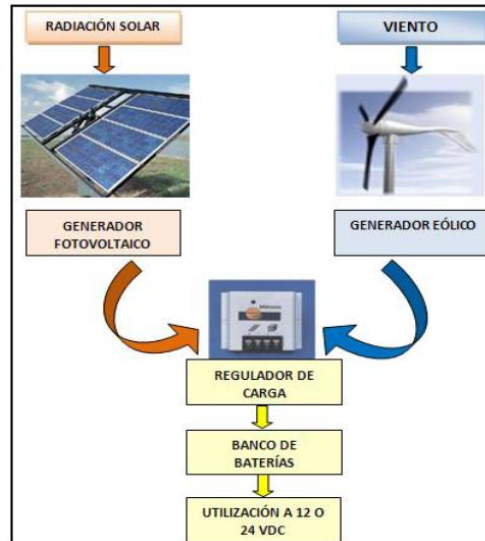 RADIACIÓN SOLAR
VIENTO
GENERADOR
FOTOVOLTAICO
GENERADOR EÓLICO
REGULADOR DE
CARGA
BANCO DE
BATERÍAS
UTILIZACIÓN A 12 O
24 VDC